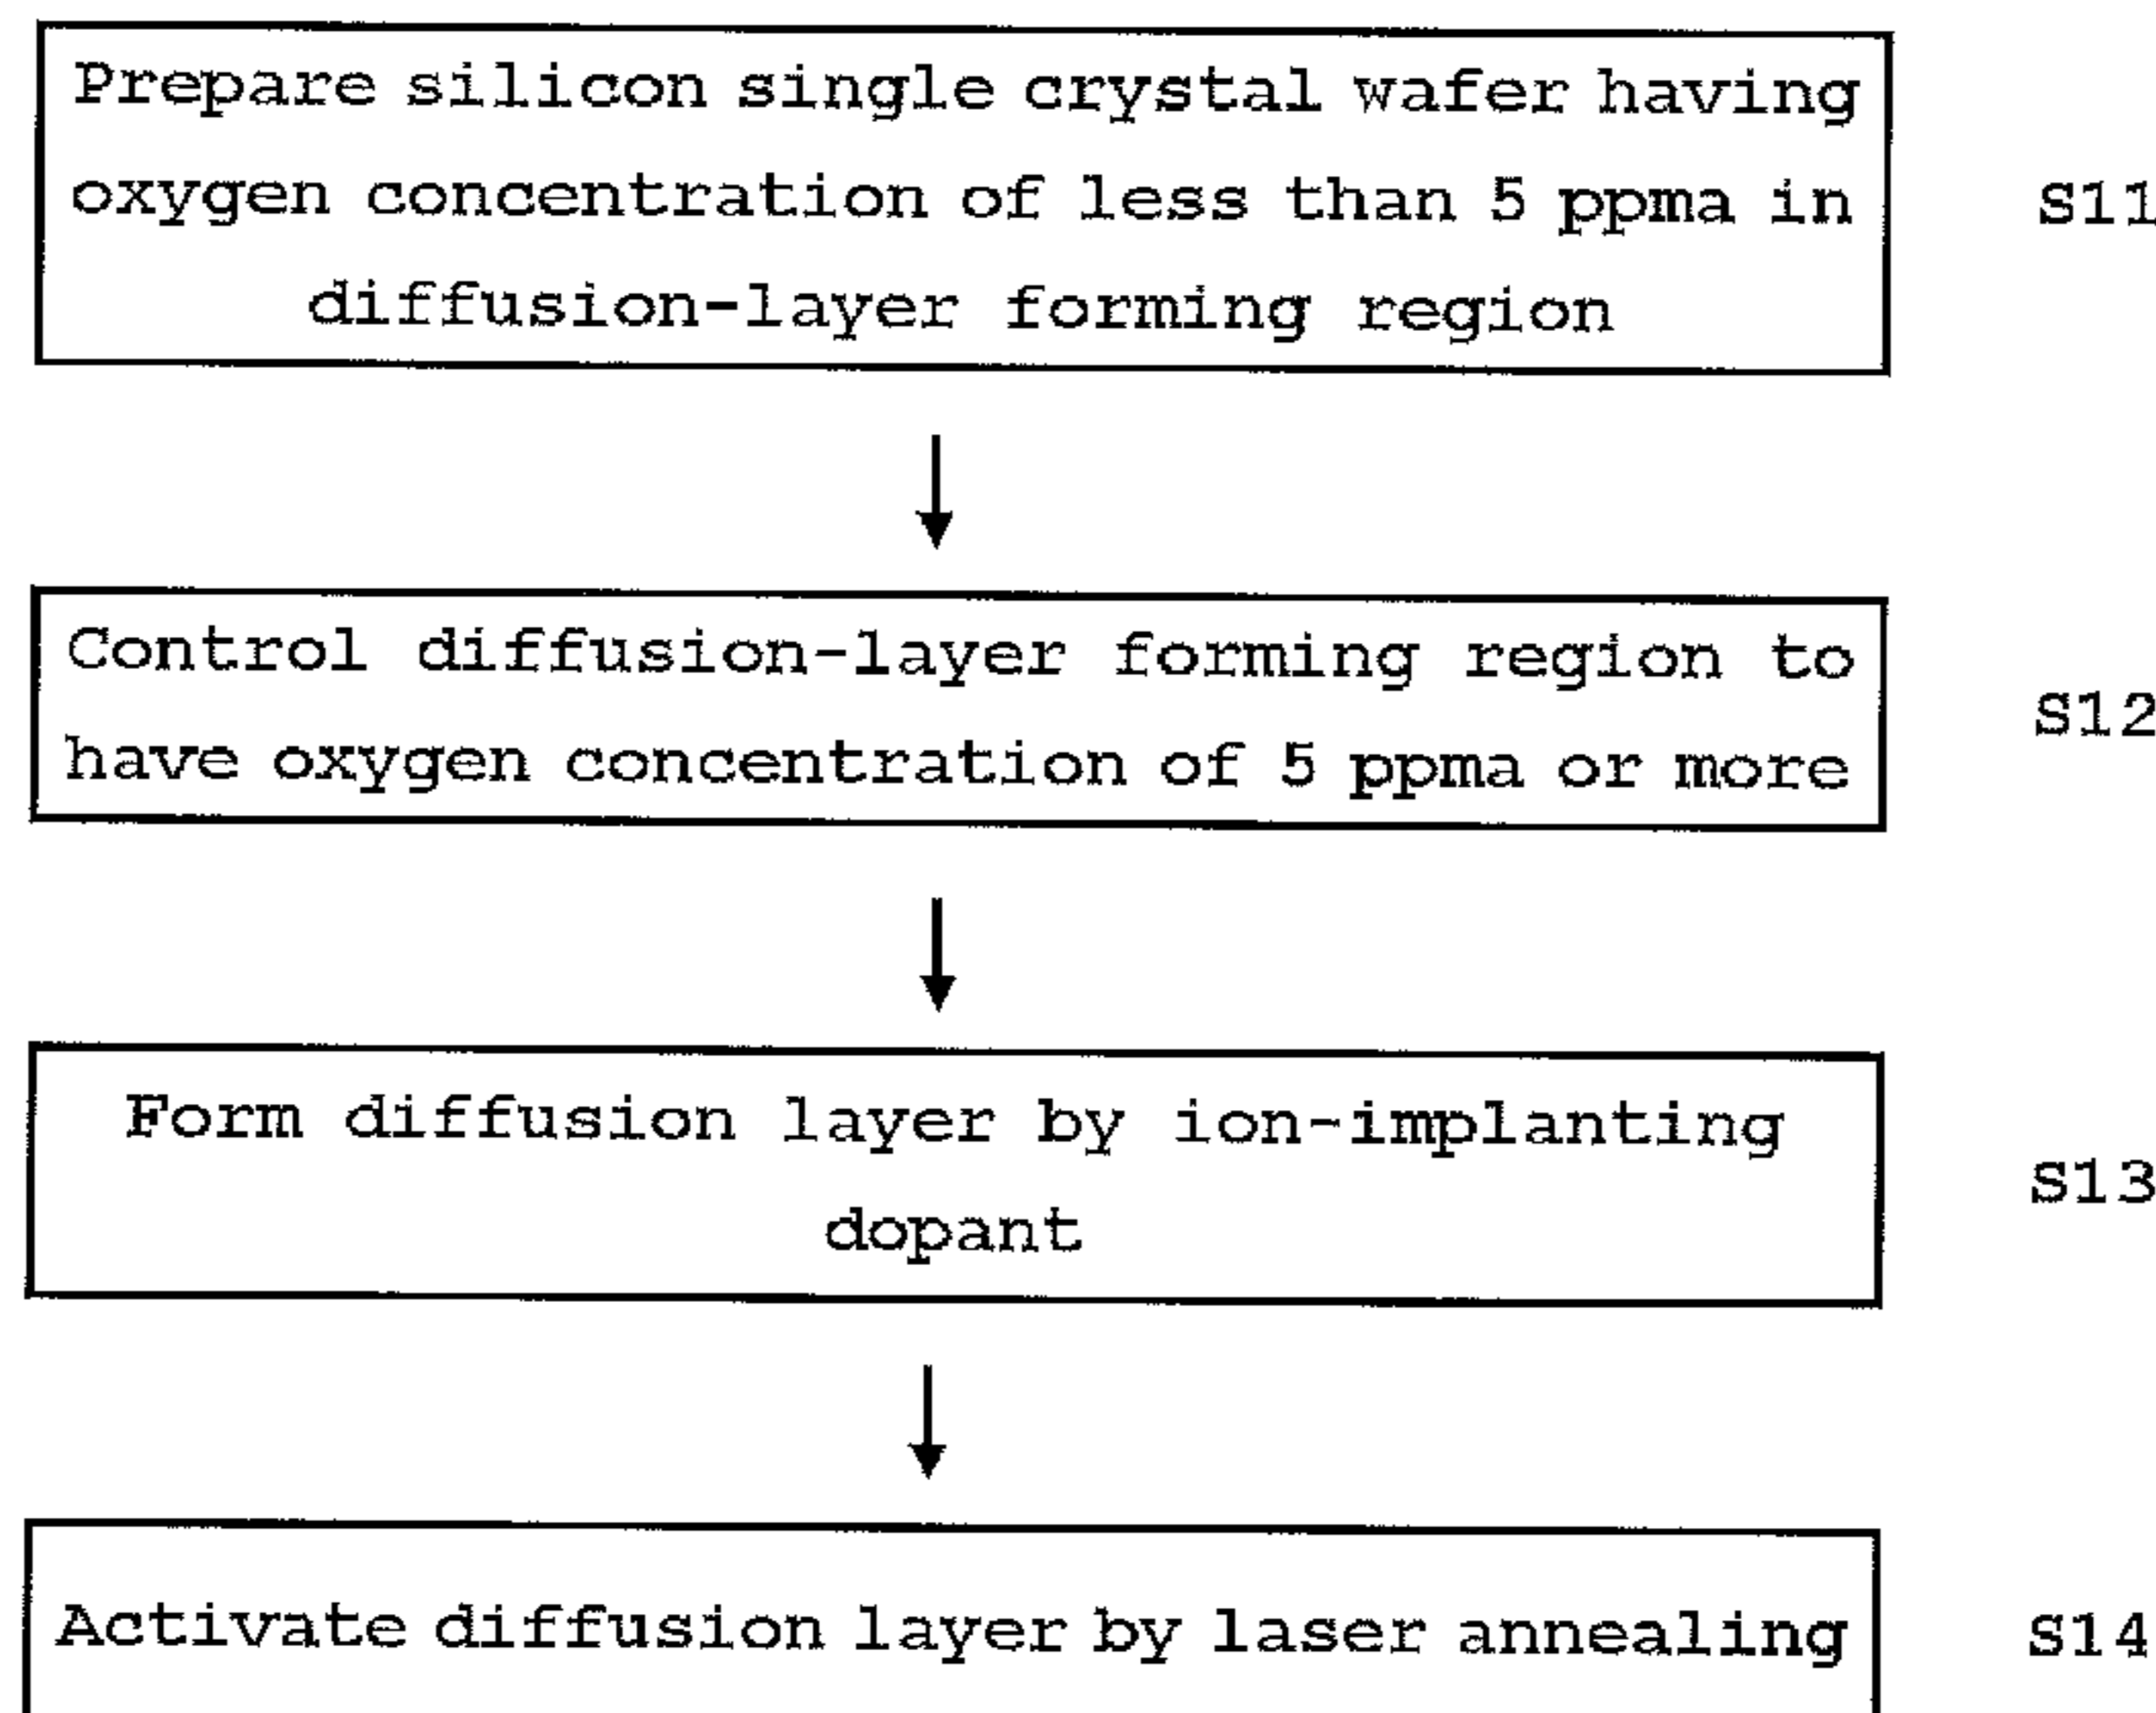 Prepare silicon single crystal wafer having
oxygen concentration of less than 5 ppma in
diffusion-layer forming region
S11
Control diffusion-layer forming region to
have oxygen concentration of 5 ppma or more
S12
Form diffusion layer by ion-implanting
dopant
S13
Activate diffusion layer by laser annealing
S14